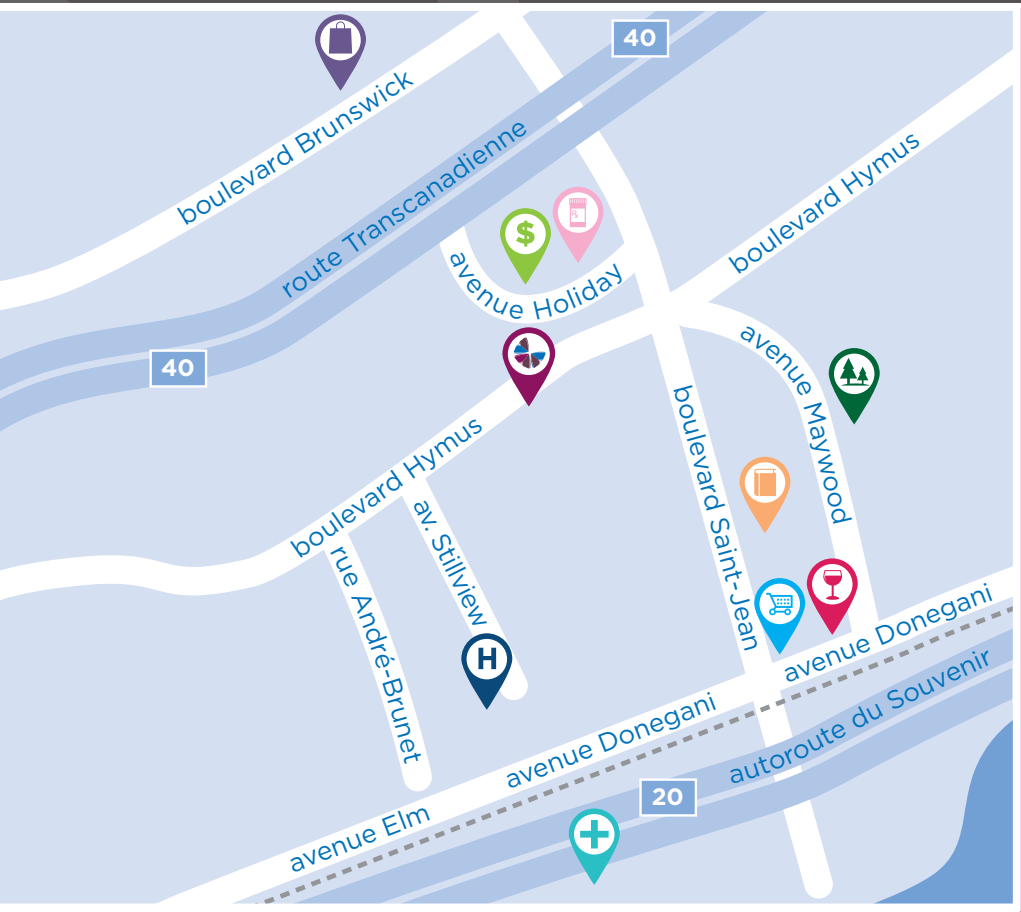 40
boulevard Brunswick
route Transcanadienne
boulevard Hymus
$
Rx
avenue Holiday
40
avenue Maywood
boulevard Hymus
boulevard Saint-Jean
av. Stillview
rue André-Brunet
H
avenue Donegani
avenue Donegani
autoroute du Souvenir
20
avenue Elm